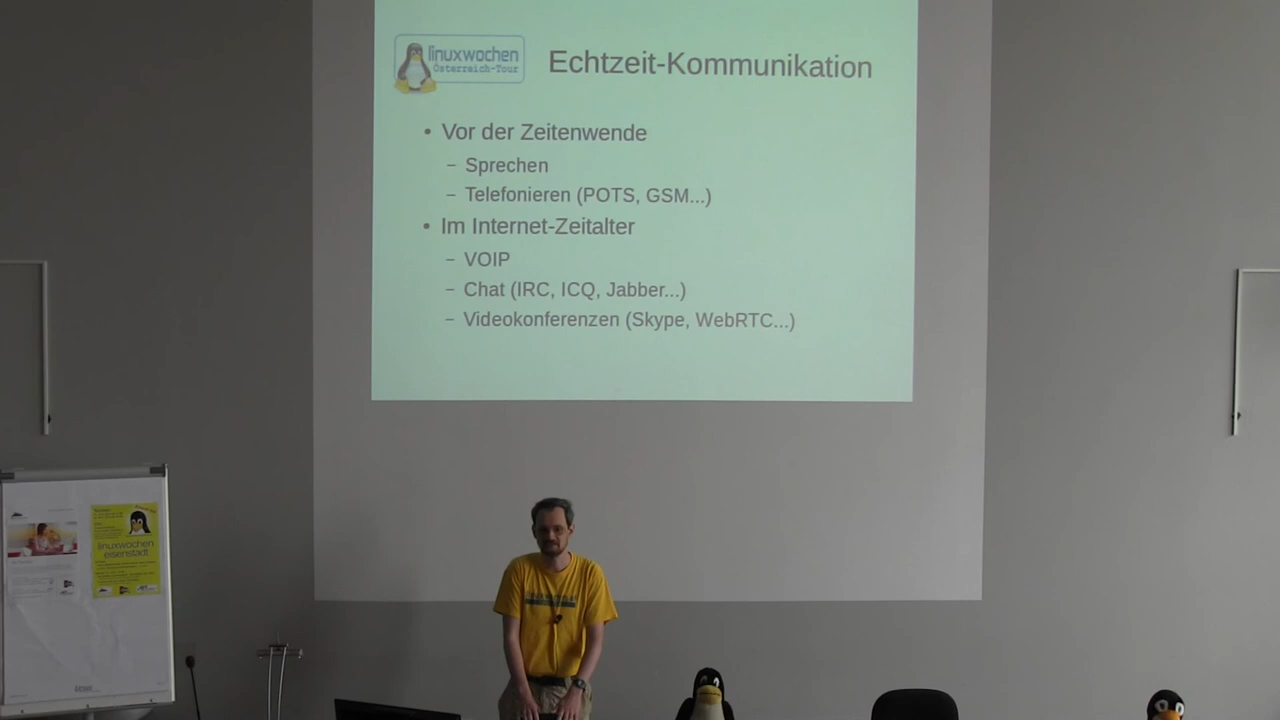 linuxwochen
Österreich-Tour
Echtzeit-Kommunikation
• Vor der Zeitenwende
– Sprechen
– Telefonieren (POTS, GSM...)
• Im Internet-Zeitalter
– VOIP
– Chat (IRC, ICQ, Jabber...)
– Videokonferenzen (Skype, WebRTC...)
linuxwochen
eisenstadt